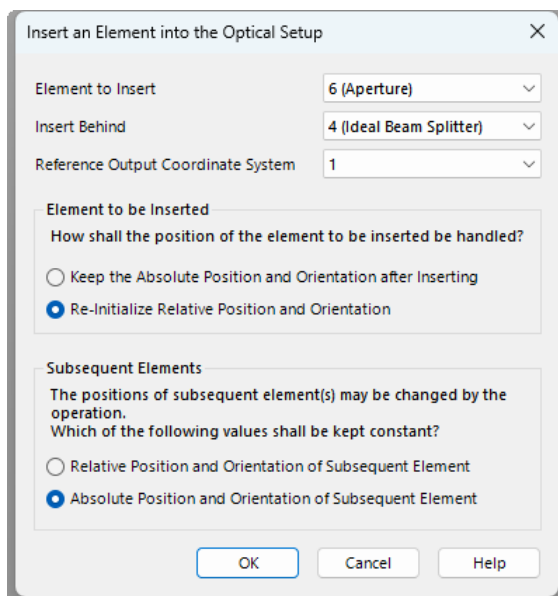 Insert an Element into the Optical Setup
Element to Insert 6 (Aperture)
Insert Behind 4 (Ideal Beam Splitter)
Reference Output Coordinate System 1
Element to be Inserted
How shall the position of the element to be inserted be handled?
Keep the Absolute Position and Orientation after Inserting
Re-Initialize Relative Position and Orientation
Subsequent Elements
The positions of subsequent element(s) may be changed by the
operation.
Which of the following values shall be kept constant?
Relative Position and Orientation of Subsequent Element
Absolute Position and Orientation of Subsequent Element
OK Cancel Help